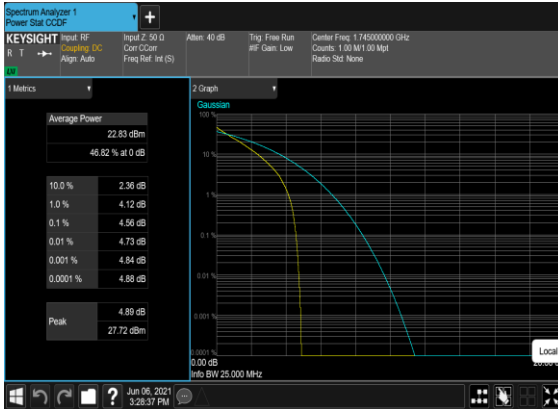 Spectrum Analyzer 1
Power Stat CCDF
+
KEYSIGHT
R T
Input: RF
Coupling: DC
Align: Auto
Input Z: 50 Ω
Corr CCorr
Freq Ref: Int (S)
Atten: 40 dB
Trig: Free Run
#IF Gain: Low
Center Freq: 1.745000000 GHz
Counts: 1.00 M/1.00 Mpt
Radio Std: None
1 Metrics
Average Power
22.83 dBm
46.82 % at 0 dB
10.0 % 2.36 dB
1.0 % 4.12 dB
0.1 % 4.56 dB
0.01 % 4.73 dB
0.001 % 4.84 dB
0.0001 % 4.88 dB
Peak
4.89 dB
27.72 dBm
2 Graph
Gaussian
100 %
10 %
1 %
0.1 %
0.01 %
0.001 %
0.0001 %
0.00 dB
Info BW 25.000 MHz
Local
?
Jun 06, 2021
3:28:37 PM